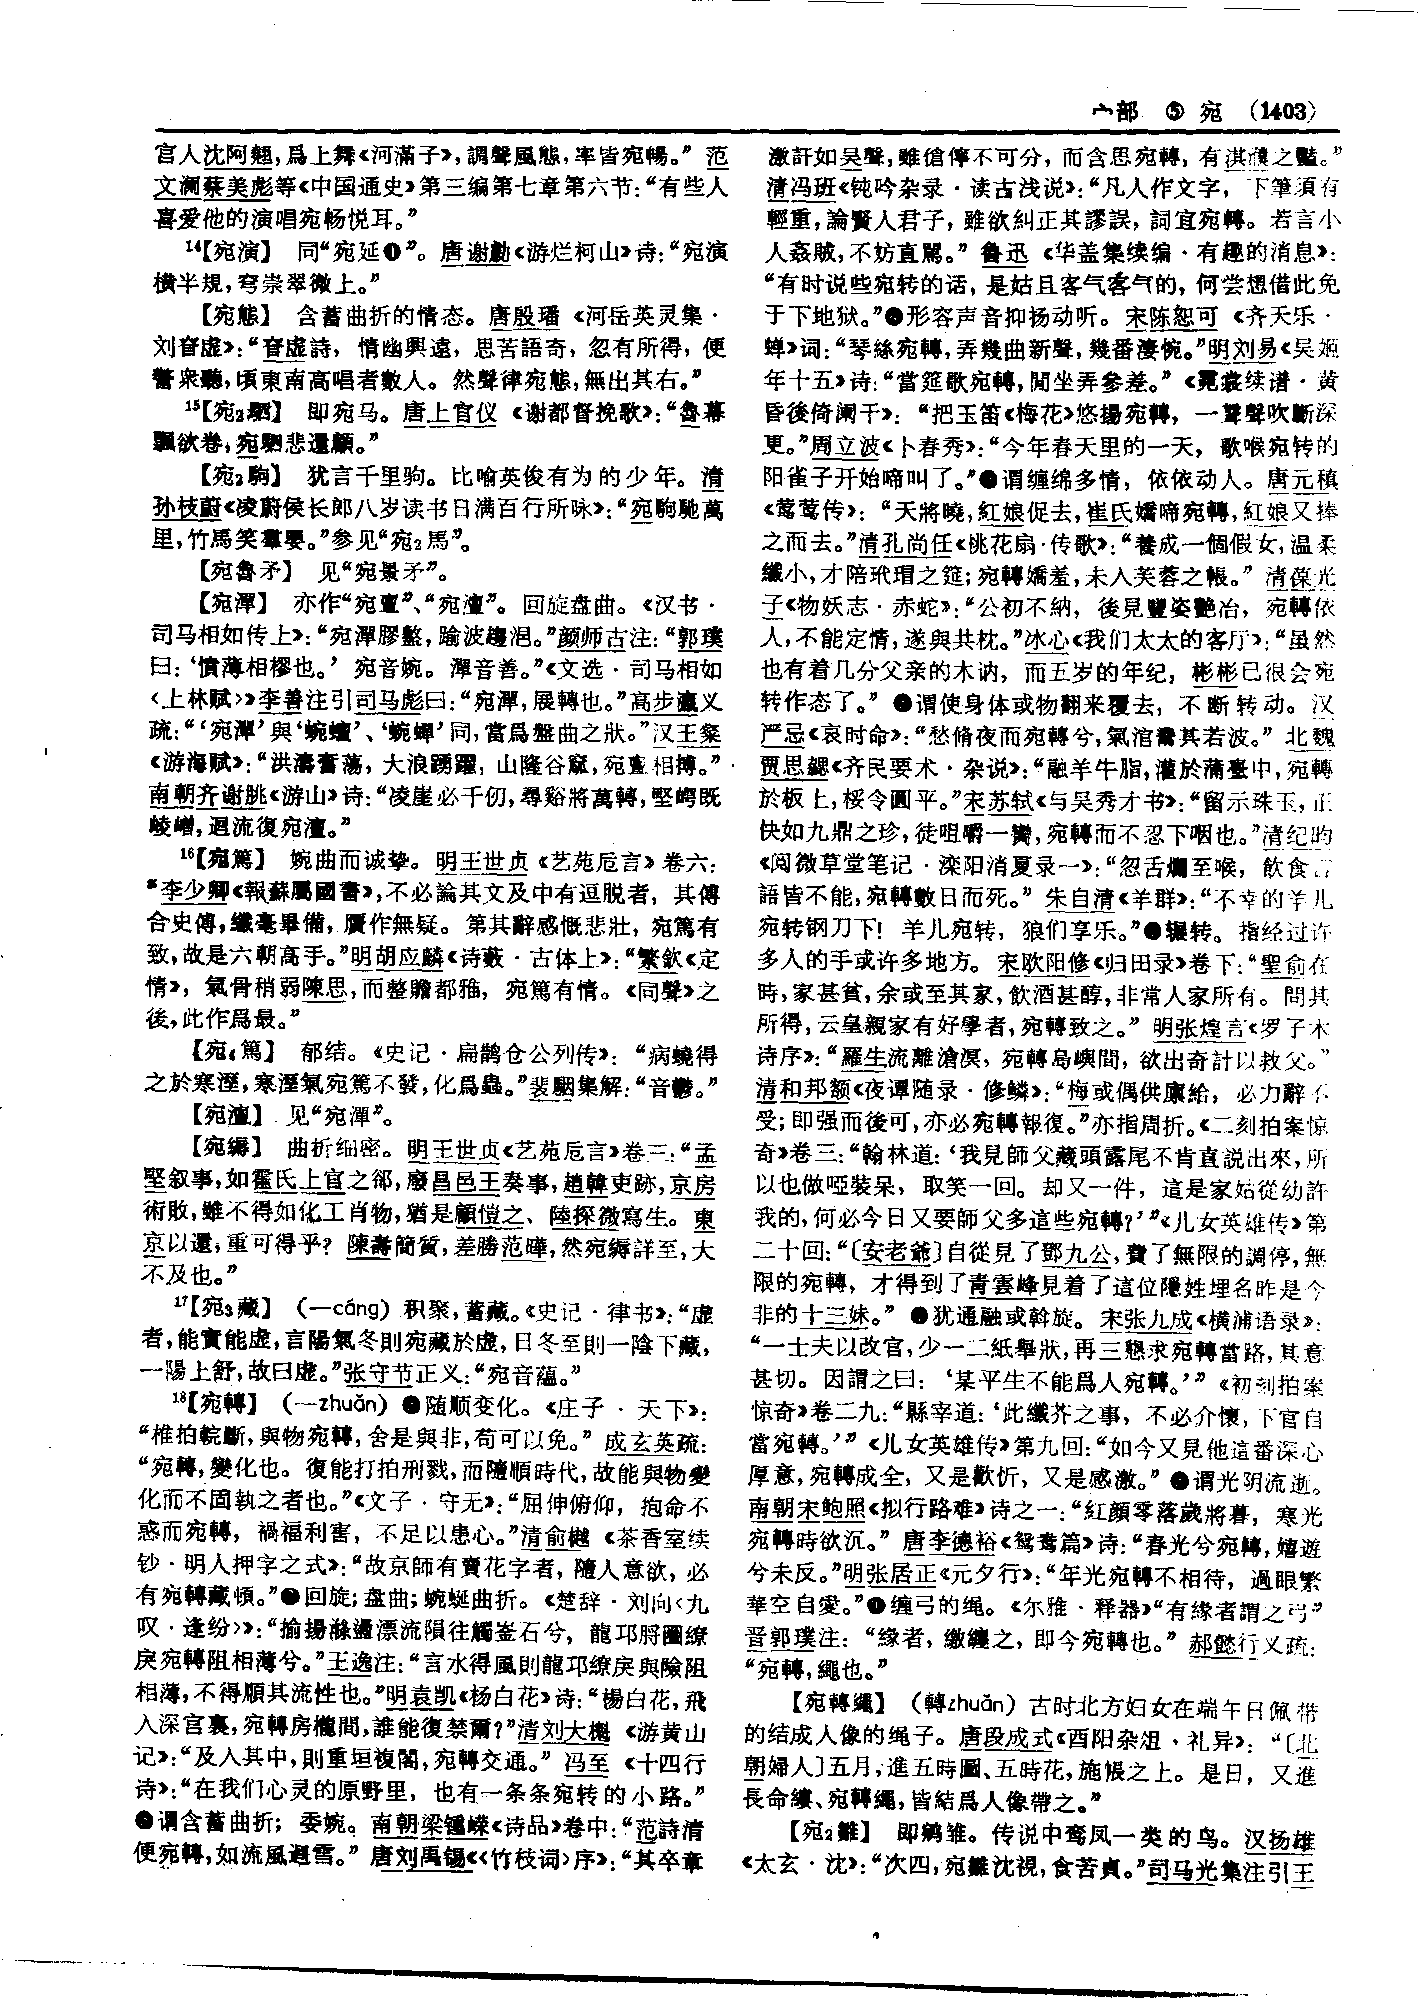 宀部 ⑤ 宛 (1403)
宫人沈阿翹,爲上舞《河滿子》,調聲風態,率皆宛暢。”范
文澜蔡美彪等《中国通史》第三编第七章第六节:“有些人
喜爱他的演唱宛畅悦耳。”
14【宛演】 同“宛延❶”。唐谢勮《游烂柯山》诗:“宛演
横半規,穹崇翠微上。”
【宛態】 含蓄曲折的情态。唐殷璠《河岳英灵集·
刘眘虚》:“眘虚詩,情幽興遠,思苦語奇,忽有所得,便
驚衆聽,頃東南高唱者數人。然聲律宛態,無出其右。”
15【宛2駟】 即宛马。唐上官仪《谢都督挽歌》:“魯幕
飄欲卷,宛駟悲還顧。”
【宛2駒】 犹言千里驹。比喻英俊有为的少年。清
孙枝蔚《凌蔚侯长郎八岁读书日满百行所咏》:“宛駒馳萬
里,竹馬笑羣嬰。”参见“宛2馬”。
【宛魯矛】 见“宛景矛”。
【宛潬】 亦作“宛亶”、“宛澶”。回旋盘曲。《汉书·
司马相如传上》:“宛潬膠盭,踰波趨浥。”颜师古注:“郭璞
曰:‘憤薄相樛也。’宛音婉。潬音善。”《文选·司马相如
〈上林赋〉》李善注引司马彪曰:“宛潬,展轉也。”高步瀛义
疏:“‘宛潬’與‘蜿蟺’、‘蜿蟬’同,當爲盤曲之狀。”汉王粲
《游海赋》:“洪濤奮蕩,大浪踴躍,山隆谷窳,宛亶相搏。”
南朝齐谢朓《游山》诗:“凌崖必千仞,尋谿將萬轉,堅崿既
崚嶒,迴流復宛澶。”
16【宛篤】 婉曲而诚挚。明王世贞《艺苑卮言》卷六:
“李少卿《報蘇屬國書》,不必論其文及中有逗脱者,其傅
合史傳,纖毫畢備,贋作無疑。第其辭感慨悲壯,宛篤有
致,故是六朝高手。”明胡应麟《诗薮·古体上》:“繁欽《定
情》,氣骨稍弱陳思,而整贍都雅,宛篤有情。《同聲》之
後,此作爲最。”
【宛4篤】 郁结。《史记·扁鹊仓公列传》:“病蟯得
之於寒溼,寒溼氣宛篤不發,化爲蟲。”裴駰集解:“音鬱。”
【宛澶】 见“宛潬”。
【宛縟】 曲折细密。明王世贞《艺苑卮言》卷三:“孟
堅叙事,如霍氏上官之郤,廢昌邑王奏事,趙韓吏跡,京房
術敗,雖不得如化工肖物,猶是顧愷之、陸探微寫生。東
京以還,重可得乎?陳壽簡質,差勝范曄,然宛縟詳至,大
不及也。”
17【宛3藏】 (—cáng)积聚,蓄藏。《史记·律书》:“虚
者,能實能虚,言陽氣冬則宛藏於虚,日冬至則一陰下藏,
一陽上舒,故曰虚。”张守节正义:“宛音藴。”
18【宛轉】 (—zhuǎn) ❶随顺变化。《庄子·天下》:
“椎拍輐斷,與物宛轉,舍是與非,苟可以免。”成玄英疏:
“宛轉,變化也。復能打拍刑戮,而隨順時代,故能與物變
化而不固執之者也。”《文子·守无》:“屈伸俯仰,抱命不
惑而宛轉,禍福利害,不足以患心。”清俞樾《茶香室续
钞·明人押字之式》:“故京師有賣花字者,隨人意欲,必
有宛轉藏頓。”❷回旋;盘曲;蜿蜒曲折。《楚辞·刘向〈九
叹·逢纷〉》:“揄揚滌盪漂流隕往觸崟石兮,龍邛脟圈繚
戾宛轉阻相薄兮。”王逸注:“言水得風則龍邛繚戾與險阻
相薄,不得順其流性也。”明袁凯《杨白花》诗:“楊白花,飛
入深宫裏,宛轉房櫳間,誰能復禁爾?”清刘大櫆《游黄山
记》:“及入其中,則重垣複閣,宛轉交通。”冯至《十四行
诗》:“在我们心灵的原野里,也有一条条宛转的小路。”
❸谓含蓄曲折;委婉。南朝梁锺嵘《诗品》卷中:“范詩清
便宛轉,如流風迴雪。”唐刘禹锡《〈竹枝词〉序》:“其卒章
激訐如吴聲,雖傖儜不可分,而含思宛轉,有淇濮之豔。”
清冯班《钝吟杂录·读古浅说》:“凡人作文字,下筆須有
輕重,論賢人君子,雖欲糾正其謬誤,詞宜宛轉。若言小
人姦賊,不妨直駡。”鲁迅《华盖集续编·有趣的消息》:
“有时说些宛转的话,是姑且客气客气的,何尝想借此免
于下地狱。”❹形容声音抑扬动听。宋陈恕可《齐天乐·
蝉》词:“琴絲宛轉,弄幾曲新聲,幾番淒惋。”明刘易《吴姬
年十五》诗:“當筵歌宛轉,閒坐弄參差。”《霓裳续谱·黄
昏後倚阑干》:“把玉笛《梅花》悠揚宛轉,一聲聲吹斷深
更。”周立波《卜春秀》:“今年春天里的一天,歌喉宛转的
阳雀子开始啼叫了。”❺谓缠绵多情,依依动人。唐元稹
《莺莺传》:“天將曉,紅娘促去,崔氏嬌啼宛轉,紅娘又捧
之而去。”清孔尚任《桃花扇·传歌》:“養成一個假女,温柔
纖小,才陪玳瑁之筵;宛轉嬌羞,未入芙蓉之帳。”清葆光
子《物妖志·赤蛇》:“公初不納,後見豐姿艷冶,宛轉依
人,不能定情,遂與共枕。”冰心《我们太太的客厅》:“虽然
也有着几分父亲的木讷,而五岁的年纪,彬彬已很会宛
转作态了。”❻谓使身体或物翻来覆去,不断转动。汉
严忌《哀时命》:“愁脩夜而宛轉兮,氣涫𩰾其若波。”北魏
贾思勰《齐民要术·杂说》:“融羊牛脂,灌於蒲臺中,宛轉
於板上,挼令圓平。”宋苏轼《与吴秀才书》:“留示珠玉,正
快如九鼎之珍,徒咀嚼一臠,宛轉而不忍下咽也。”清纪昀
《阅微草堂笔记·滦阳消夏录一》:“忽舌爛至喉,飲食言
語皆不能,宛轉數日而死。”朱自清《羊群》:“不幸的羊儿
宛转钢刀下!羊儿宛转,狼们享乐。”❼辗转。指经过许
多人的手或许多地方。宋欧阳修《归田录》卷下:“聖俞在
時,家甚貧,余或至其家,飲酒甚醇,非常人家所有。問其
所得,云皇親家有好學者,宛轉致之。”明张煌言《罗子木
诗序》:“羅生流離滄溟,宛轉島嶼間,欲出奇計以救父。”
清和邦额《夜谭随录·修鳞》:“梅或偶供廩給,必力辭不
受;即强而後可,亦必宛轉報復。”亦指周折。《二刻拍案惊
奇》卷三:“翰林道:‘我見師父藏頭露尾不肯直説出來,所
以也做啞裝呆,取笑一回。却又一件,這是家姑從幼許
我的,何必今日又要師父多這些宛轉?’”《儿女英雄传》第
二十回:“〔安老爺〕自從見了鄧九公,費了無限的調停,無
限的宛轉,才得到了青雲峰見着了這位隱姓埋名昨是今
非的十三妹。”❽犹通融或斡旋。宋张九成《横浦语录》:
“一士夫以改官,少一二紙舉狀,再三懇求宛轉當路,其意
甚切。因謂之曰:‘某平生不能爲人宛轉。’”《初刻拍案
惊奇》卷二九:“縣宰道:‘此纖芥之事,不必介懷,下官自
當宛轉。’”《儿女英雄传》第九回:“如今又見他這番深心
厚意,宛轉成全,又是歡忻,又是感激。”❾谓光阴流逝。
南朝宋鲍照《拟行路难》诗之一:“紅顔零落歲將暮,寒光
宛轉時欲沉。”唐李德裕《鸳鸯篇》诗:“春光兮宛轉,嬉遊
兮未反。”明张居正《元夕行》:“年光宛轉不相待,過眼繁
華空自愛。”❿缠弓的绳。《尔雅·释器》“有緣者謂之弓”
晋郭璞注:“緣者,繳纏之,即今宛轉也。”郝懿行义疏:
“宛轉,繩也。”
【宛轉繩】 (轉zhuǎn)古时北方妇女在端午日佩带
的结成人像的绳子。唐段成式《酉阳杂俎·礼异》:“〔北
朝婦人〕五月,進五時圖、五時花,施帳之上。是日,又進
長命縷、宛轉繩,皆結爲人像帶之。”
【宛2雛】 即鹓雏。传说中鸾凤一类的鸟。汉扬雄
《太玄·沈》:“次四,宛雛沈視,食苦貞。”司马光集注引王